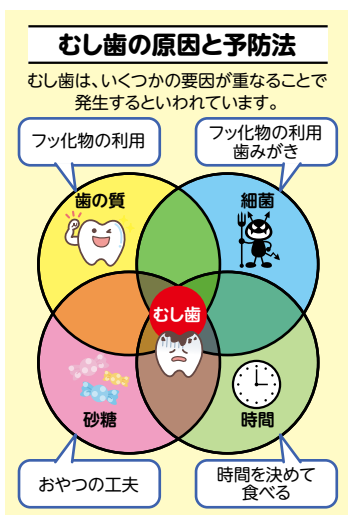 むし歯の原因と予防法
むし歯は、いくつかの要因が重なることで
発生するといわれています。
フッ化物の利用
フッ化物の利用
歯みがき
歯の質
細菌
むし歯
砂糖
時間
おやつの工夫
時間を決めて
食べる